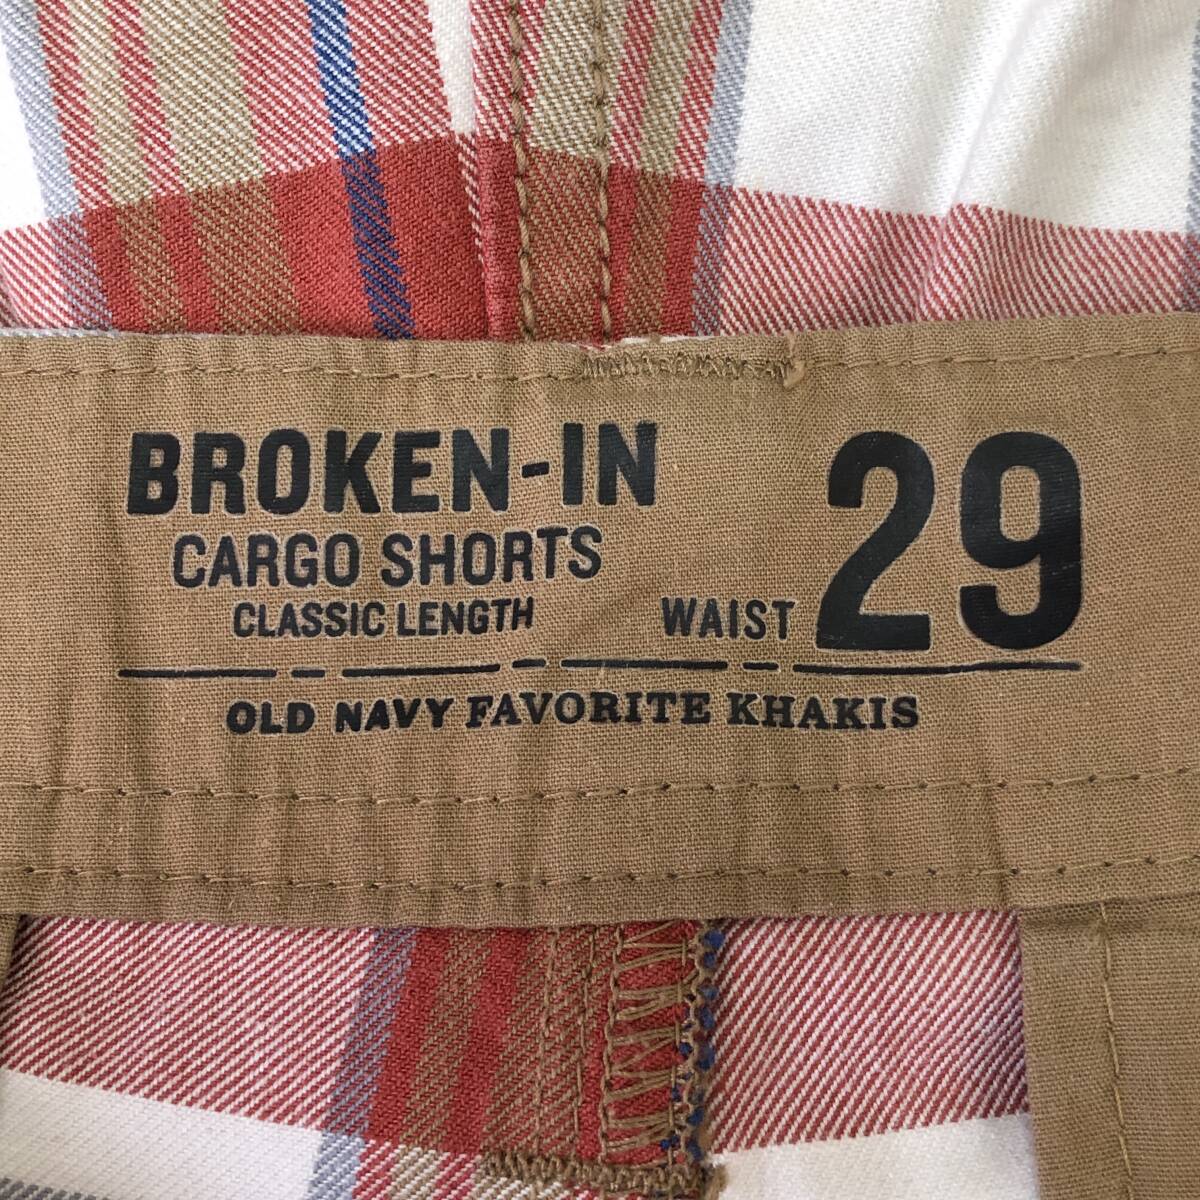 BROKEN-IN
CARGO SHORTS
CLASSIC LENGTH
WAIST 29
OLD NAVY FAVORITE KHAKIS